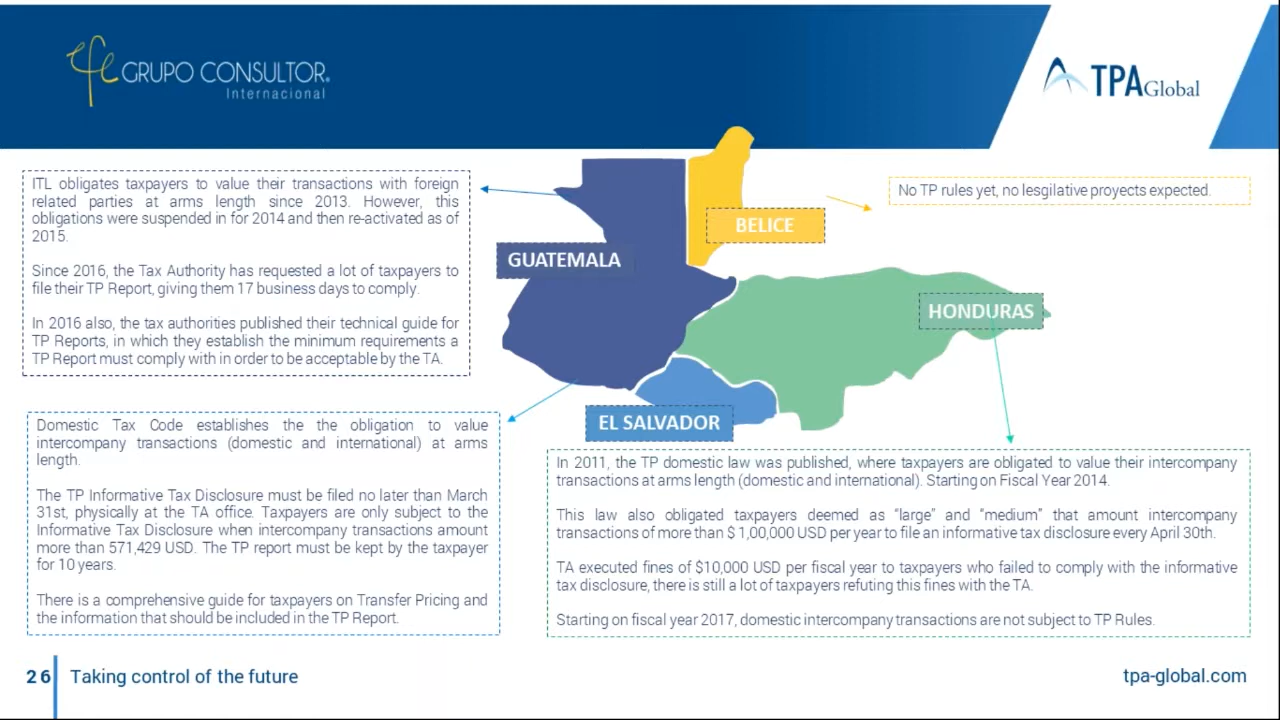 efe GRUPO CONSULTOR®
Internacional
TPA Global
ITL obligates taxpayers to value their transactions with foreign
related parties at arms length since 2013. However, this
obligations were suspended in for 2014 and then re-activated as of
2015.
Since 2016, the Tax Authority has requested a lot of taxpayers to
file their TP Report, giving them 17 business days to comply.
In 2016 also, the tax authorities published their technical guide for
TP Reports, in which they establish the minimum requirements a
TP Report must comply with in order to be acceptable by the TA.
No TP rules yet, no lesgilative proyects expected.
BELICE
GUATEMALA
HONDURAS
EL SALVADOR
Domestic Tax Code establishes the the obligation to value
intercompany transactions (domestic and international) at arms
length.
The TP Informative Tax Disclosure must be filed no later than March
31st, physically at the TA office. Taxpayers are only subject to the
Informative Tax Disclosure when intercompany transactions amount
more than 571,429 USD. The TP report must be kept by the taxpayer
for 10 years.
There is a comprehensive guide for taxpayers on Transfer Pricing and
the information that should be included in the TP Report.
In 2011, the TP domestic law was published, where taxpayers are obligated to value their intercompany
transactions at arms length (domestic and international). Starting on Fiscal Year 2014.
This law also obligated taxpayers deemed as “large” and “medium” that amount intercompany
transactions of more than $ 1,00,000 USD per year to file an informative tax disclosure every April 30th.
TA executed fines of $10,000 USD per fiscal year to taxpayers who failed to comply with the informative
tax disclosure, there is still a lot of taxpayers refuting this fines with the TA.
Starting on fiscal year 2017, domestic intercompany transactions are not subject to TP Rules.
26 Taking control of the future
tpa-global.com